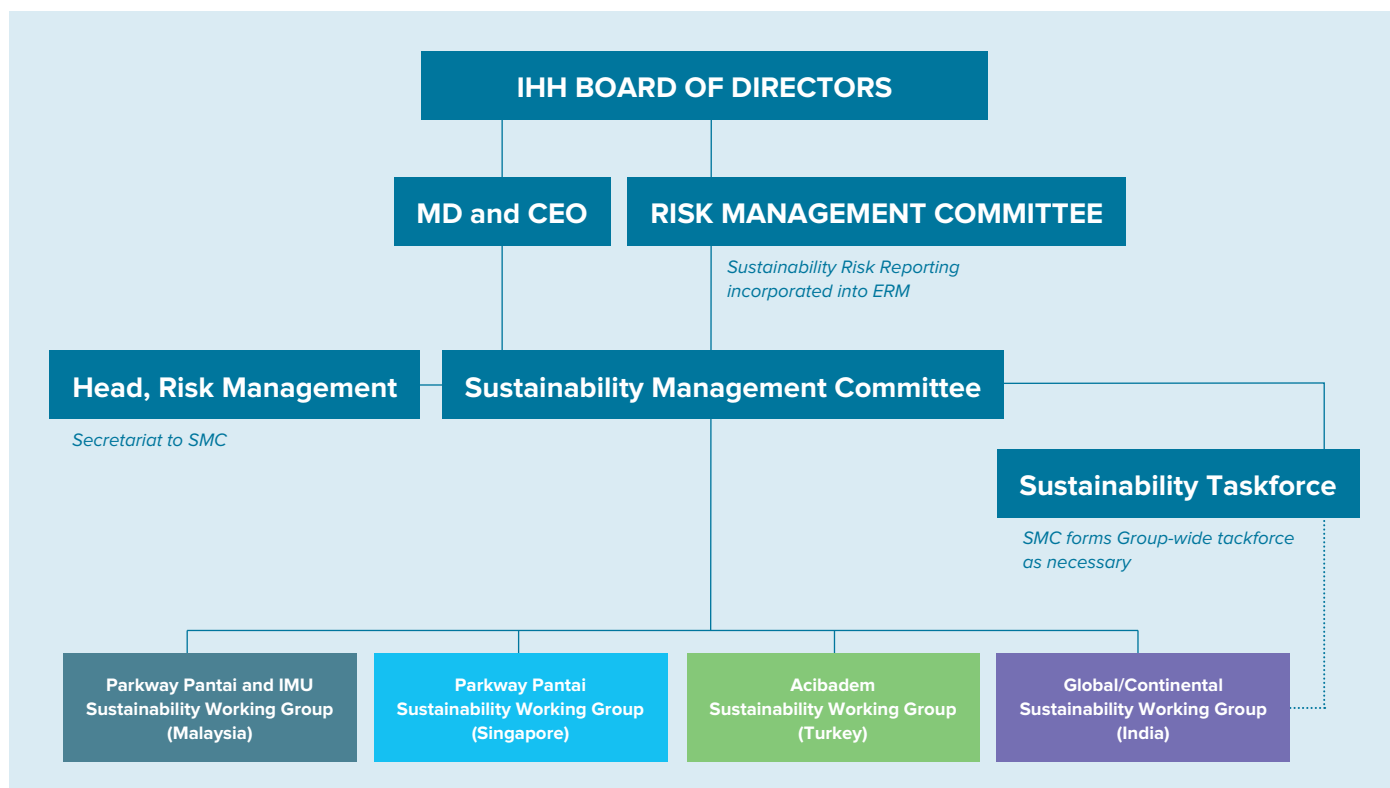 IHH BOARD OF DIRECTORS
MD and CEO
RISK MANAGEMENT COMMITTEE
Sustainability Risk Reporting
incorporated into ERM
Head, Risk Management
Sustainability Management Committee
Secretariat to SMC
Sustainability Taskforce
SMC forms Group-wide tackforce
as necessary
Parkway Pantai and IMU
Sustainability Working Group
(Malaysia)
Parkway Pantai
Sustainability Working Group
(Singapore)
Acibadem
Sustainability Working Group
(Turkey)
Global/Continental
Sustainability Working Group
(India)